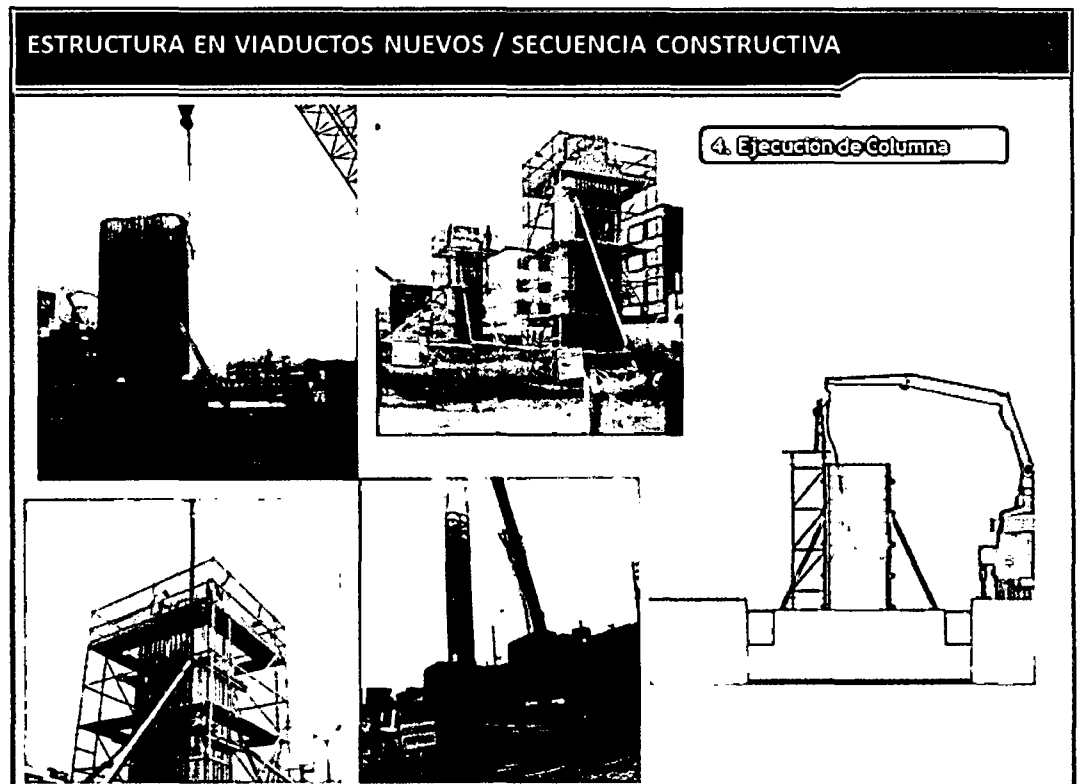 ESTRUCTURA EN VIADUCTOS NUEVOS / SECUENCIA CONSTRUCTIVA
4. Ejecución de Columna